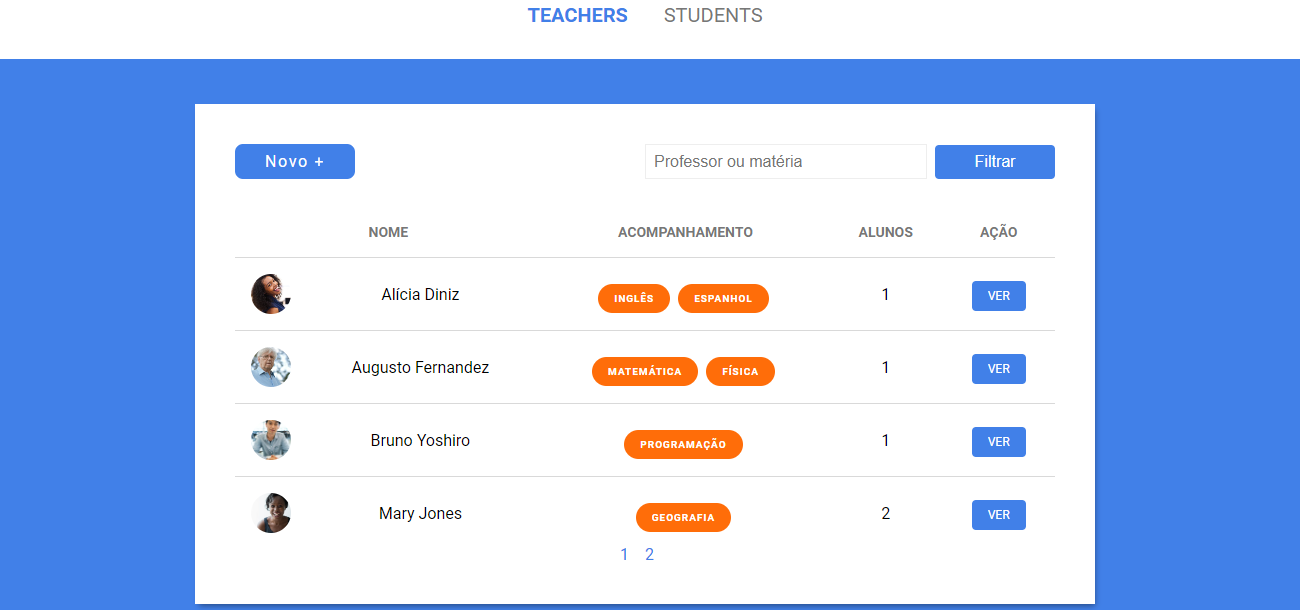 TEACHERS STUDENTS
Novo + Professor ou matéria Filtrar
NOME ACOMPANHAMENTO ALUNOS AÇÃO
Alícia Diniz INGLÊS ESPANHOL 1 VER
Augusto Fernandez MATEMÁTICA FÍSICA 1 VER
Bruno Yoshiro PROGRAMAÇÃO 1 VER
Mary Jones GEOGRAFIA 2 VER
1 2